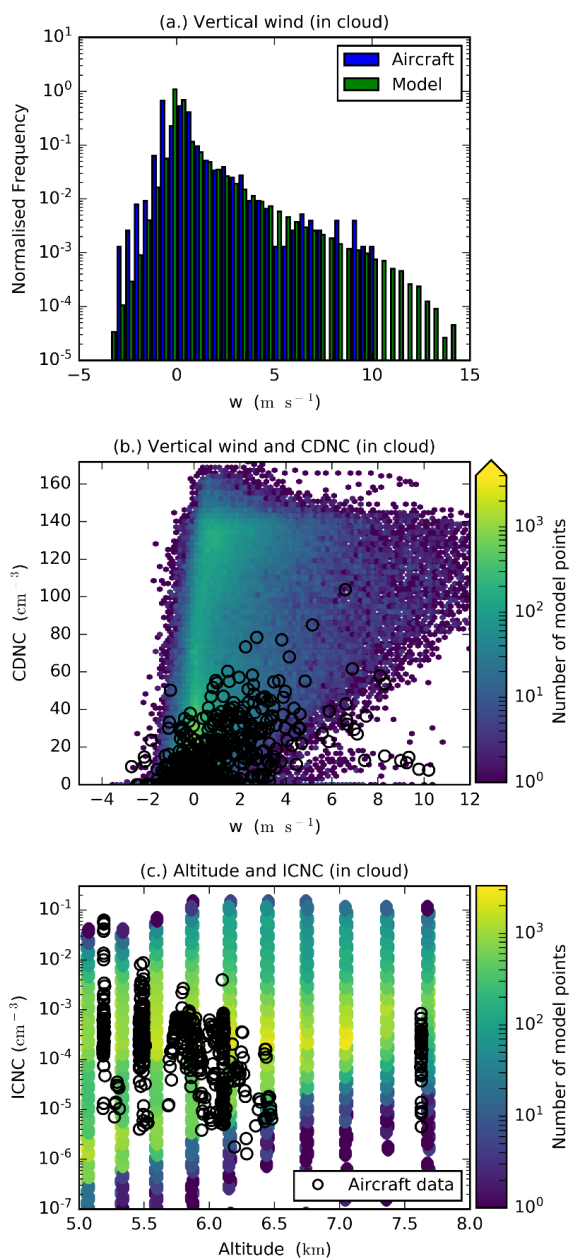 (a.) Vertical wind (in cloud)
10^1
10^0
10^-1
10^-2
10^-3
10^-4
10^-5
Normalised Frequency
Aircraft
Model
−5 0 5 10 15
w (m s^−1)
(b.) Vertical wind and CDNC (in cloud)
160
140
120
100
80
60
40
20
0
CDNC (cm^−3)
−4 −2 0 2 4 6 8 10 12
w (m s^−1)
10^3
10^2
10^1
10^0
Number of model points
(c.) Altitude and ICNC (in cloud)
10^-1
10^-2
10^-3
10^-4
10^-5
10^-6
10^-7
ICNC (cm^−3)
Aircraft data
5.0 5.5 6.0 6.5 7.0 7.5 8.0
Altitude (km)
10^3
10^2
10^1
10^0
Number of model points